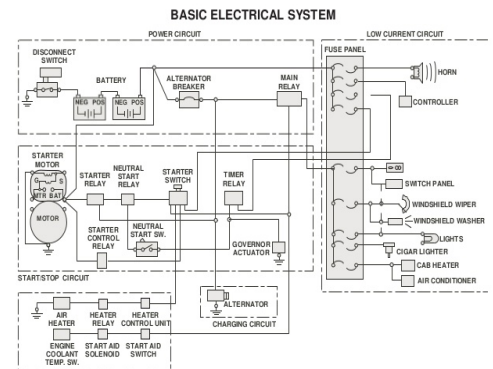 BASIC ELECTRICAL SYSTEM
POWER CIRCUIT
LOW CURRENT CIRCUIT
DISCONNECT
SWITCH
BATTERY
NEG POS
NEG POS
ALTERNATOR
BREAKER
MAIN
RELAY
FUSE PANEL
HORN
CONTROLLER
STARTER
MOTOR
S
MTR BAT
MOTOR
STARTER
RELAY
NEUTRAL
START
RELAY
STARTER
SWITCH
TIMER
RELAY
SWITCH PANEL
WINDSHIELD WIPER
WINDSHIELD WASHER
LIGHTS
CIGAR LIGHTER
CAB HEATER
AIR CONDITIONER
STARTER
CONTROL
RELAY
NEUTRAL
START SW.
GOVERNOR
ACTUATOR
START/STOP CIRCUIT
AIR
HEATER
HEATER
RELAY
HEATER
CONTROL UNIT
ALTERNATOR
CHARGING CIRCUIT
ENGINE
COOLANT
TEMP. SW.
START AID
SOLENOID
START AID
SWITCH